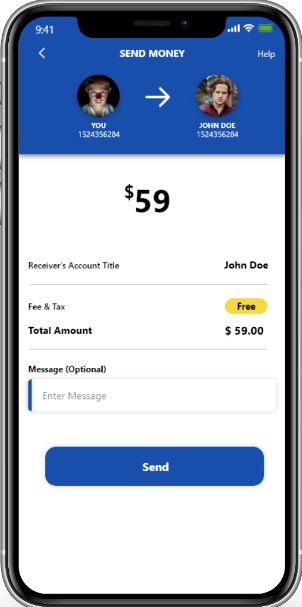 9:41
SEND MONEY
Help
YOU
1524356284
JOHN DOE
1524356284
$59
Receiver's Account Title
John Doe
Fee & Tax
Free
Total Amount
$ 59.00
Message (Optional)
Enter Message
Send